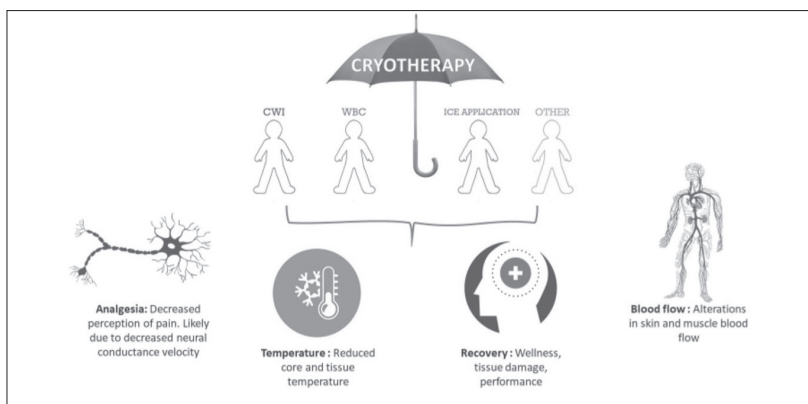 CRYOTHERAPY
CWI
WBC
ICE APPLICATION
OTHER
Analgesia: Decreased
perception of pain. Likely
due to decreased neural
conductance velocity
Temperature : Reduced
core and tissue
temperature
Recovery: Wellness,
tissue damage,
performance
Blood flow : Alterations
in skin and muscle blood
flow